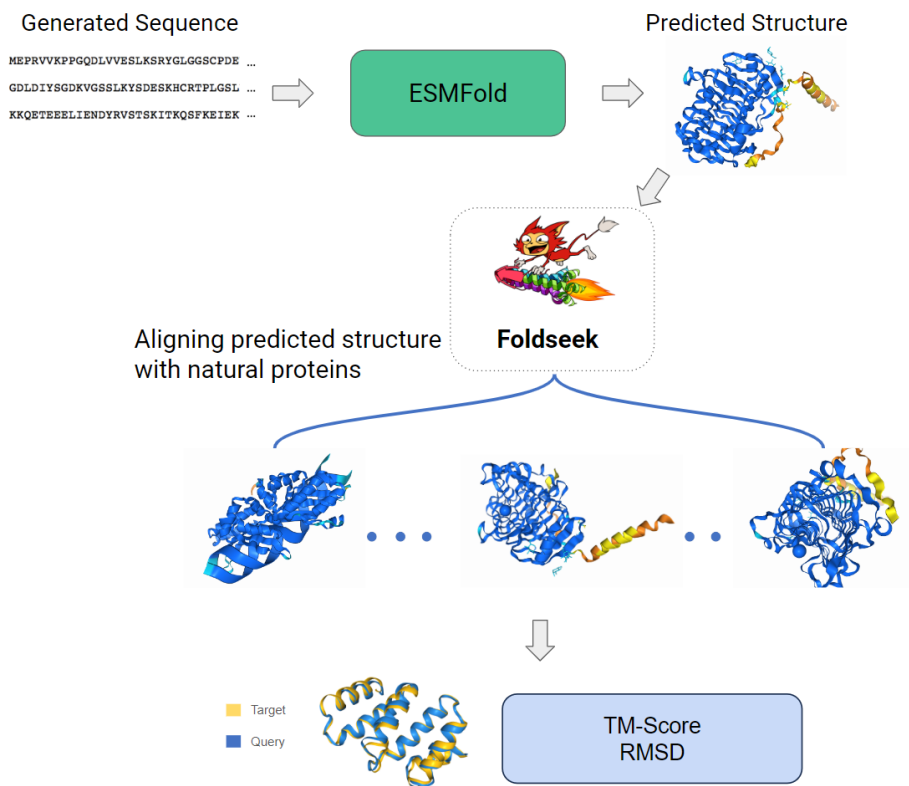 Generated Sequence
Predicted Structure
MEPRVVKPPGQDLVVESLKSRYGLGGSCPDE ...
GDLDIYSGDKVGSSLKYSDESKHCRTPLGSL ...
KKQETEEELIENDYRVSTSKITKQSFKEIEK ...
ESMFold
Foldseek
Aligning predicted structure
with natural proteins
Target
Query
TM-Score
RMSD